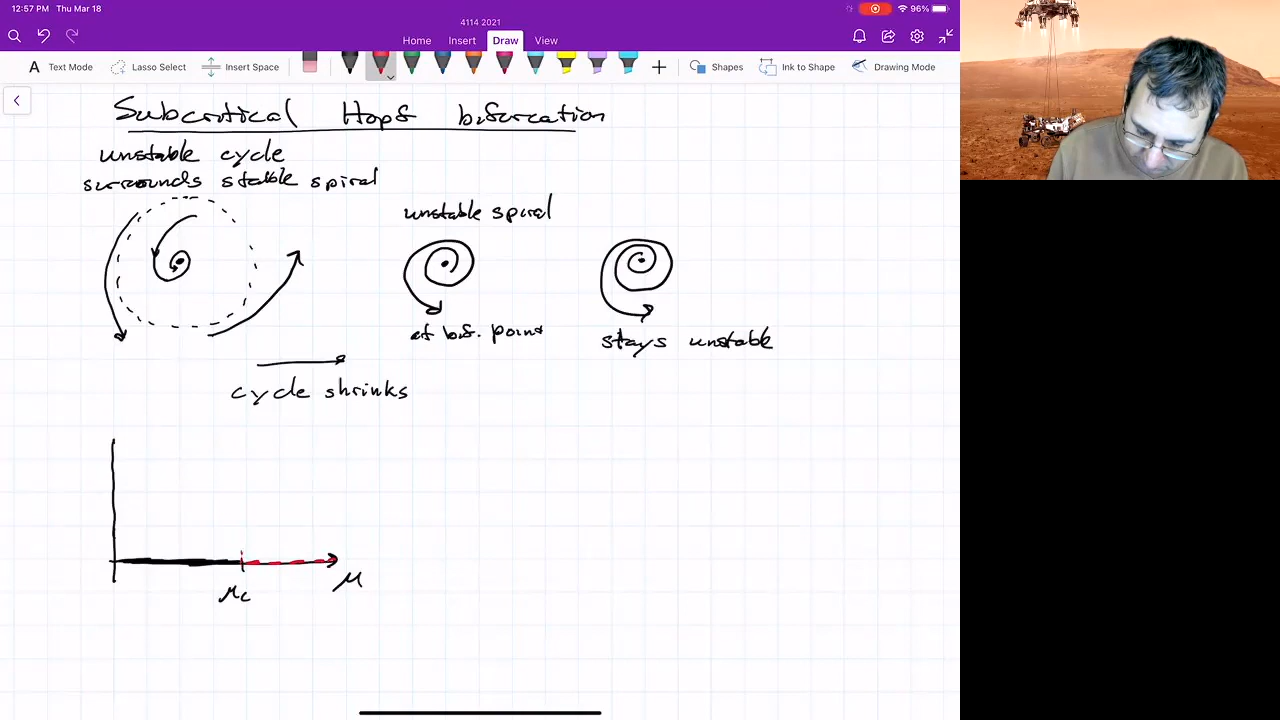 12:57 PM Thu Mar 18
96%
4114 2021
Home Insert Draw View
A Text Mode Lasso Select Insert Space Shapes Ink to Shape Drawing Mode
Subcritical Hopf bifurcation
unstable cycle
surrounds stable spiral
unstable spiral
at bif. point
stays unstable
cycle shrinks
μc
μ